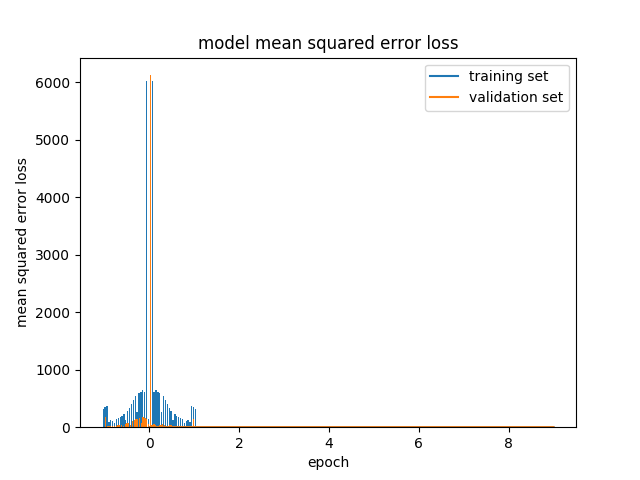 model mean squared error loss
training set
validation set
mean squared error loss
6000
5000
4000
3000
2000
1000
0
0 2 4 6 8
epoch